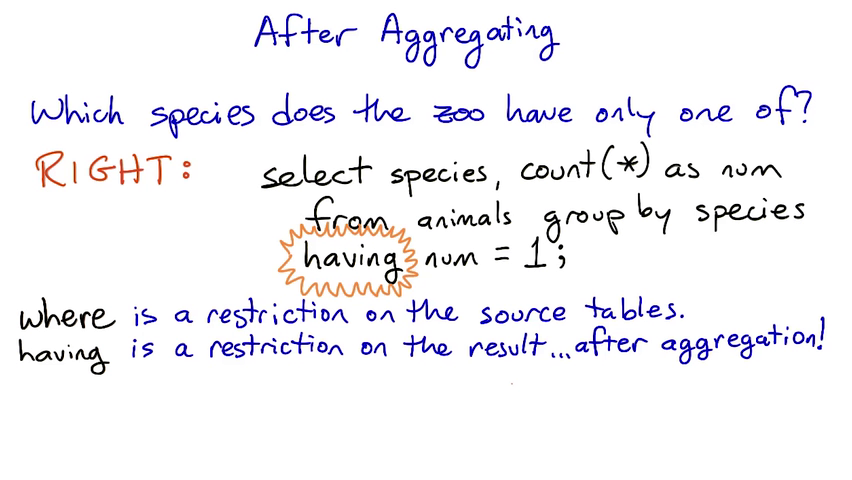 After Aggregating
Which species does the zoo have only one of?
RIGHT: select species, count(*) as num
from animals group by species
having num = 1;
where is a restriction on the source tables.
having is a restriction on the result...after aggregation!